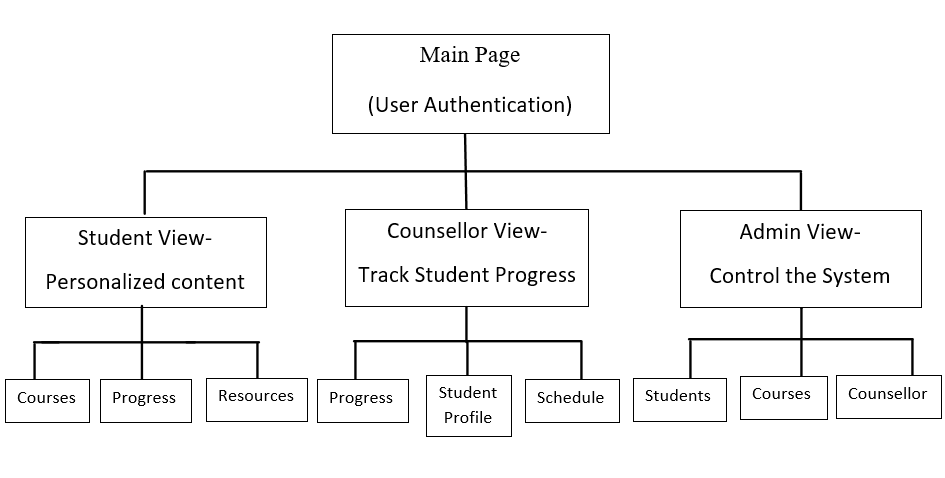 Main Page
(User Authentication)
Student View-
Personalized content
Counsellor View-
Track Student Progress
Admin View-
Control the System
Courses
Progress
Resources
Progress
Student
Profile
Schedule
Students
Courses
Counsellor